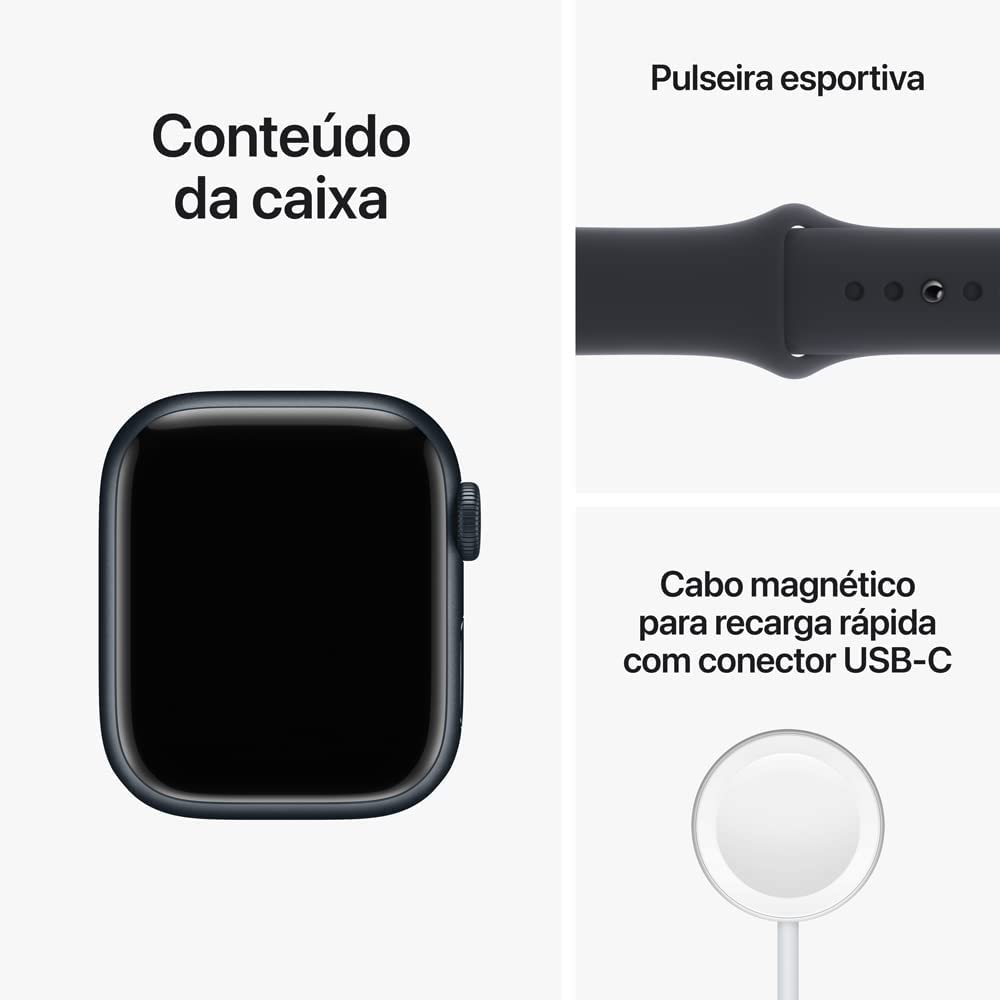 Conteúdo
da caixa
Pulseira esportiva
Cabo magnético
para recarga rápida
com conector USB-C